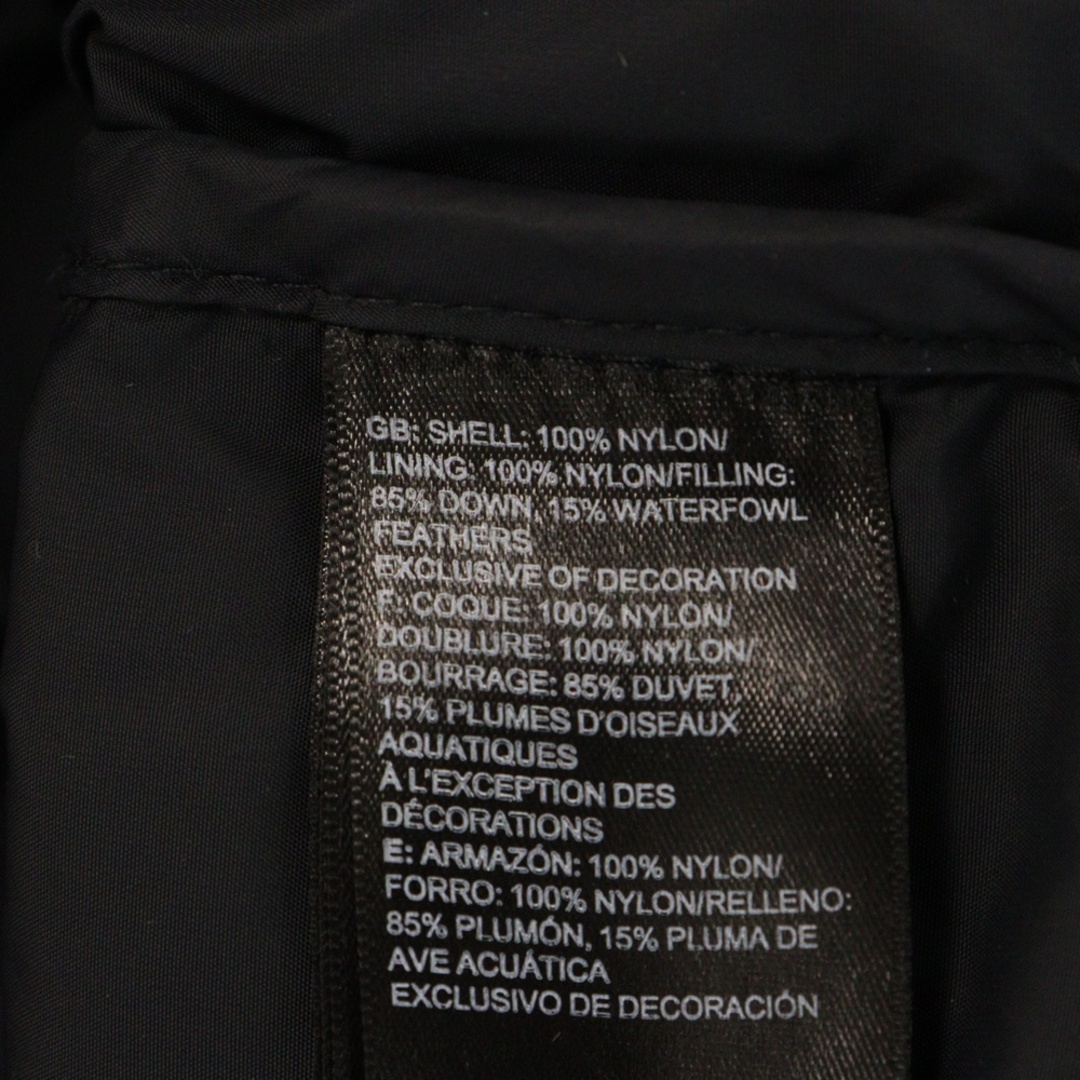 GB: SHELL: 100% NYLON/
LINING: 100% NYLON/FILLING:
85% DOWN, 15% WATERFOWL
FEATHERS
EXCLUSIVE OF DECORATION
F: COQUE: 100% NYLON/
DOUBLURE: 100% NYLON/
BOURRAGE: 85% DUVET,
15% PLUMES D'OISEAUX
AQUATIQUES
À L'EXCEPTION DES
DÉCORATIONS
E: ARMAZÓN: 100% NYLON/
FORRO: 100% NYLON/RELLENO:
85% PLUMÓN, 15% PLUMA DE
AVE ACUÁTICA
EXCLUSIVO DE DECORACIÓN